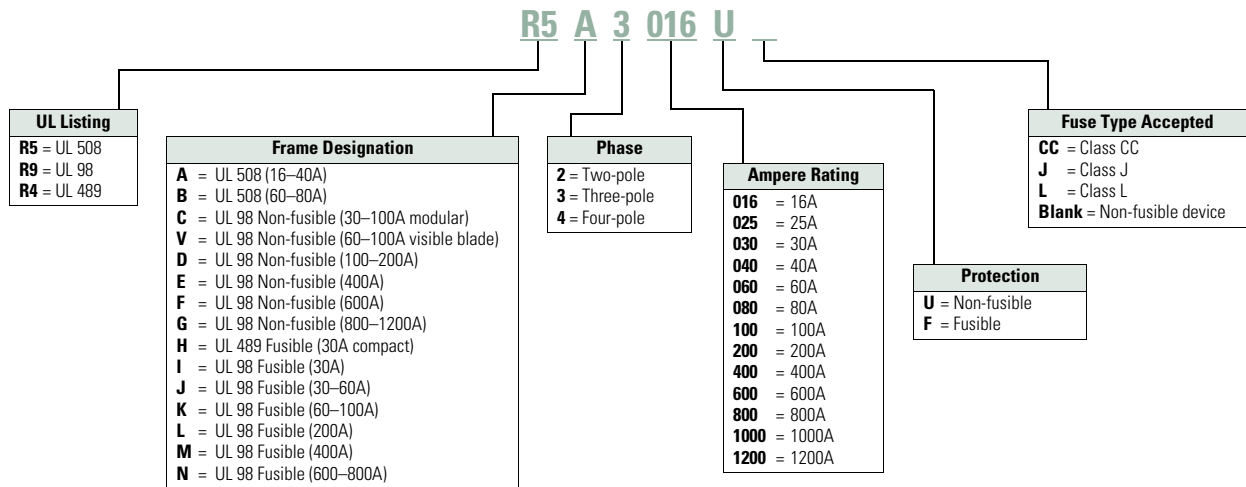 R5 A 3 016 U _
UL Listing
R5 = UL 508
R9 = UL 98
R4 = UL 489
Frame Designation
A = UL 508 (16–40A)
B = UL 508 (60–80A)
C = UL 98 Non-fusible (30–100A modular)
V = UL 98 Non-fusible (60–100A visible blade)
D = UL 98 Non-fusible (100–200A)
E = UL 98 Non-fusible (400A)
F = UL 98 Non-fusible (600A)
G = UL 98 Non-fusible (800–1200A)
H = UL 489 Fusible (30A compact)
I = UL 98 Fusible (30A)
J = UL 98 Fusible (30–60A)
K = UL 98 Fusible (60–100A)
L = UL 98 Fusible (200A)
M = UL 98 Fusible (400A)
N = UL 98 Fusible (600–800A)
Phase
2 = Two-pole
3 = Three-pole
4 = Four-pole
Ampere Rating
016 = 16A
025 = 25A
030 = 30A
040 = 40A
060 = 60A
080 = 80A
100 = 100A
200 = 200A
400 = 400A
600 = 600A
800 = 800A
1000 = 1000A
1200 = 1200A
Protection
U = Non-fusible
F = Fusible
Fuse Type Accepted
CC = Class CC
J = Class J
L = Class L
Blank = Non-fusible device